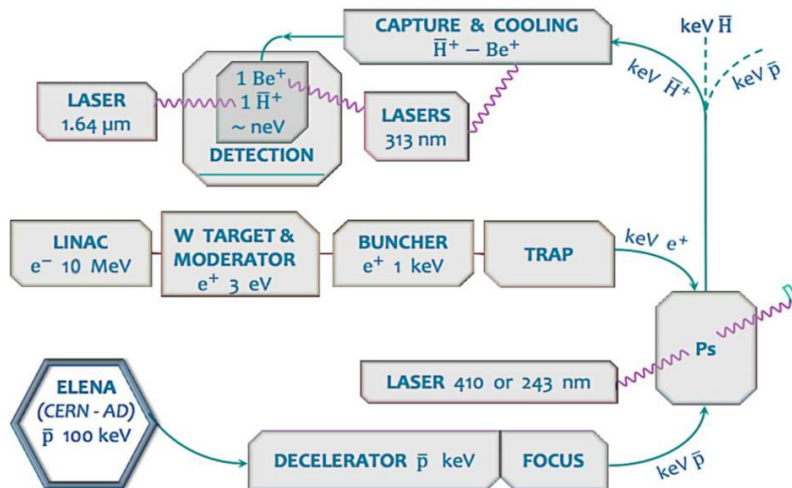 CAPTURE & COOLING
H̅⁺ – Be⁺
keV H̅
keV p̅
keV H̅⁺
LASER
1.64 µm
1 Be⁺
1 H̅⁺
~ neV
DETECTION
LASERS
313 nm
LINAC
e⁻ 10 MeV
W TARGET &
MODERATOR
e⁺ 3 eV
BUNCHER
e⁺ 1 keV
TRAP
keV e⁺
Ps
LASER 410 or 243 nm
ELENA
(CERN - AD)
p̅ 100 keV
DECELERATOR p̅ keV
FOCUS
keV p̅